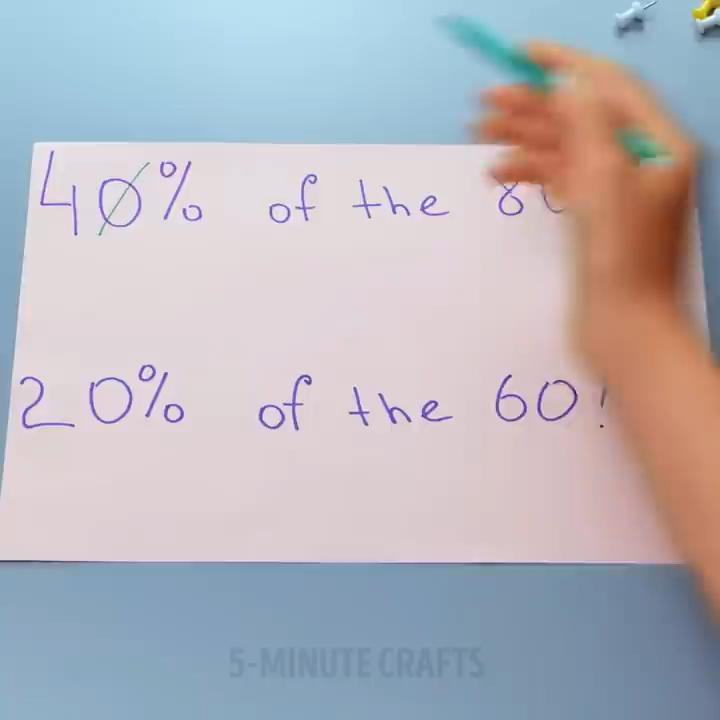 40% of the
20% of the 60!
5-MINUTE CRAFTS